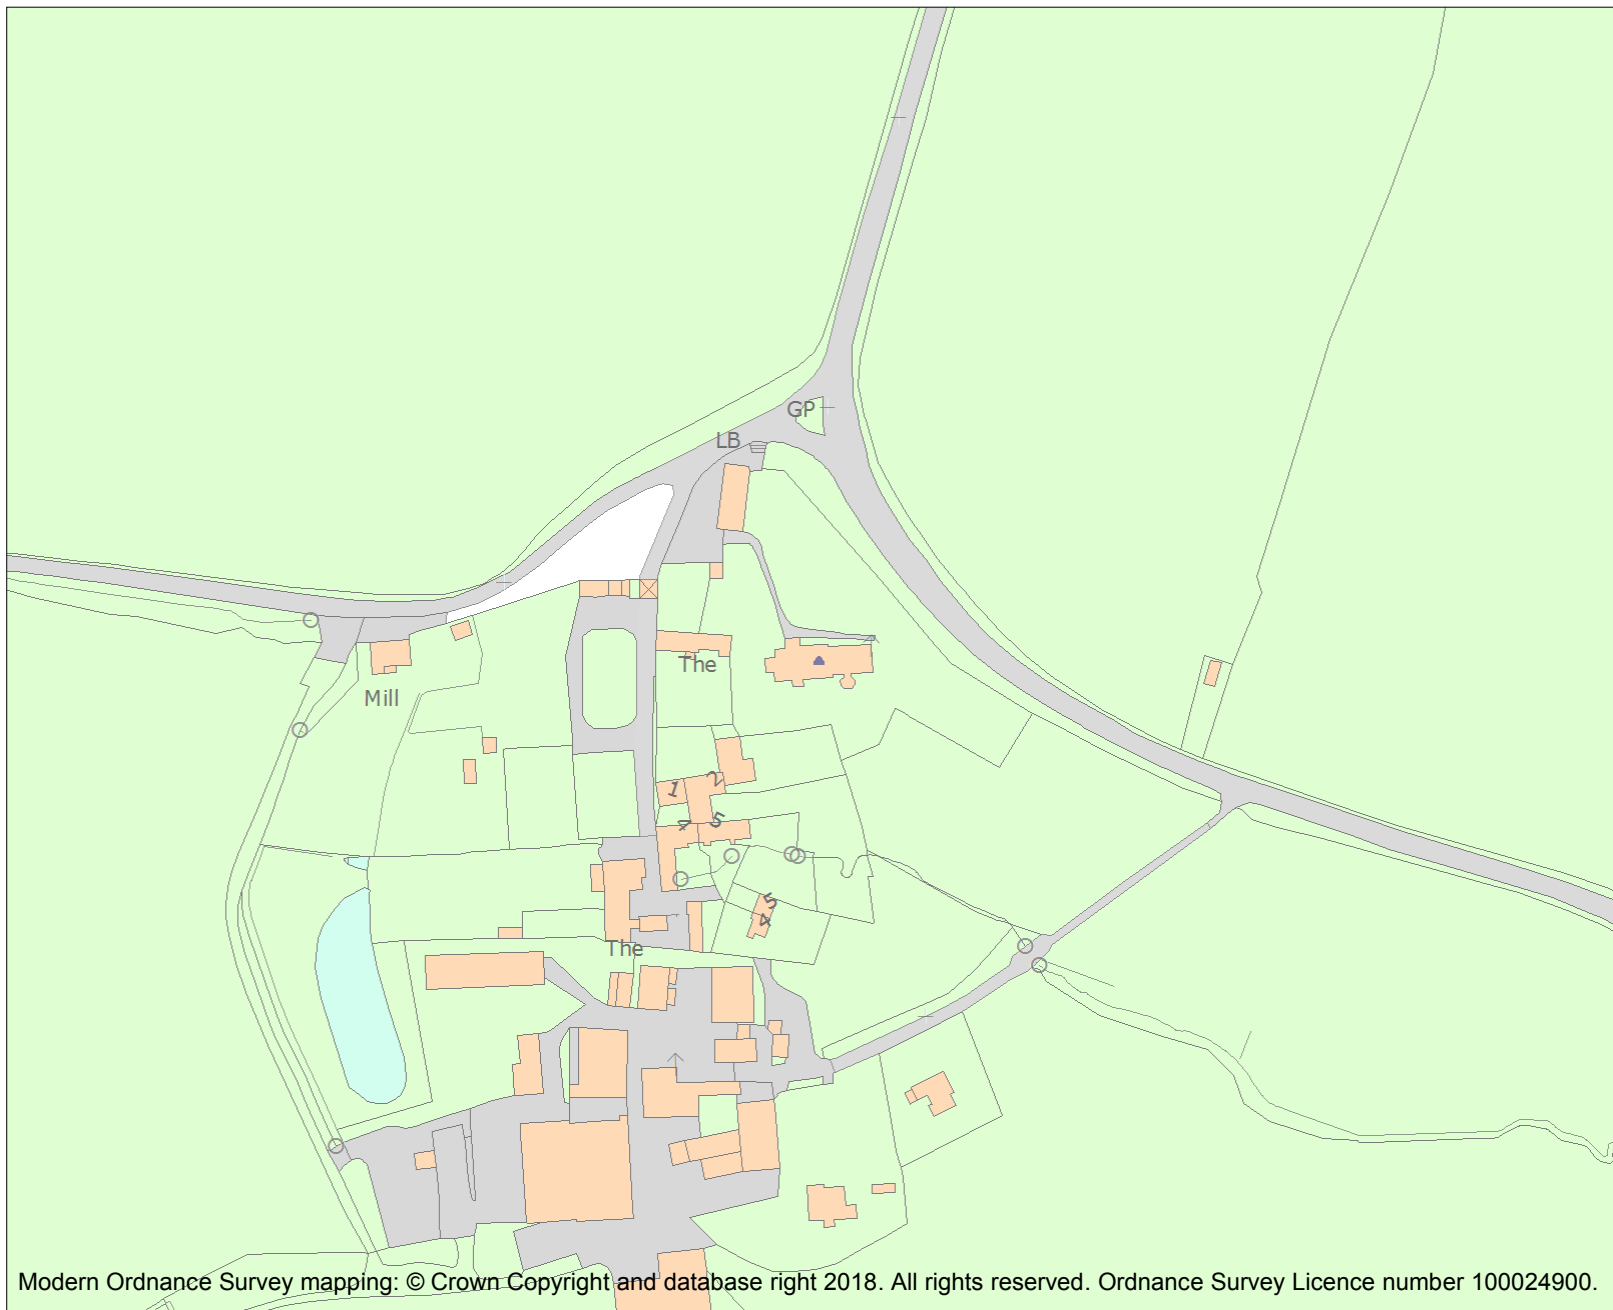 GP
LB
The
Mill
1
2
4
5
5
4
The
Modern Ordnance Survey mapping: © Crown Copyright and database right 2018. All rights reserved. Ordnance Survey Licence number 100024900.